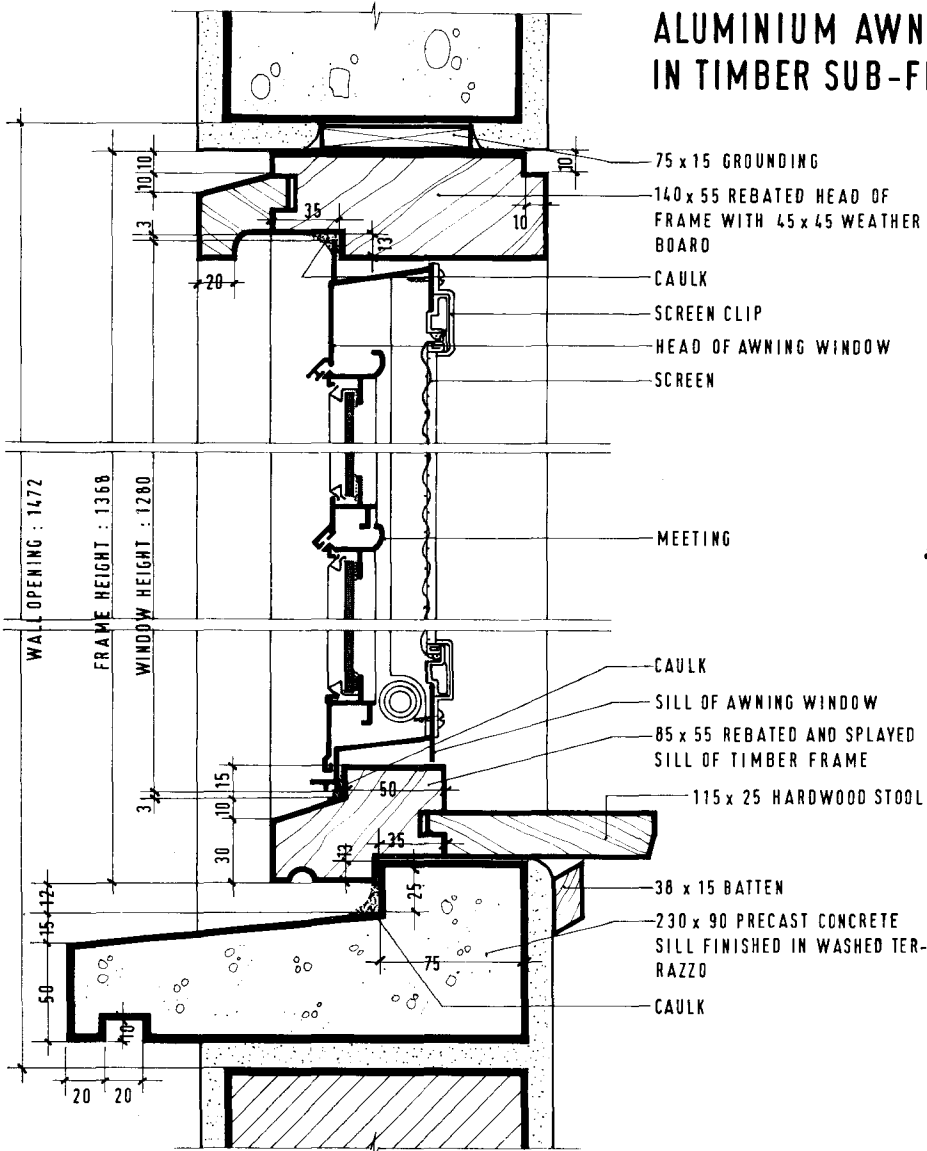 ALUMINIUM AWN
IN TIMBER SUB-F
75 x 15 GROUNDING
140 x 55 REBATED HEAD OF
FRAME WITH 45 x 45 WEATHER
BOARD
CAULK
SCREEN CLIP
HEAD OF AWNING WINDOW
SCREEN
MEETING
CAULK
SILL OF AWNING WINDOW
85 x 55 REBATED AND SPLAYED
SILL OF TIMBER FRAME
115 x 25 HARDWOOD STOOL
38 x 15 BATTEN
230 x 90 PRECAST CONCRETE
SILL FINISHED IN WASHED TER-
RAZZO
CAULK
WALL OPENING : 1472
FRAME HEIGHT : 1368
WINDOW HEIGHT : 1280
10
10
3
20
35
13
10
10
15
3
10
30
50
35
13
25
12
15
50
75
10
20
20